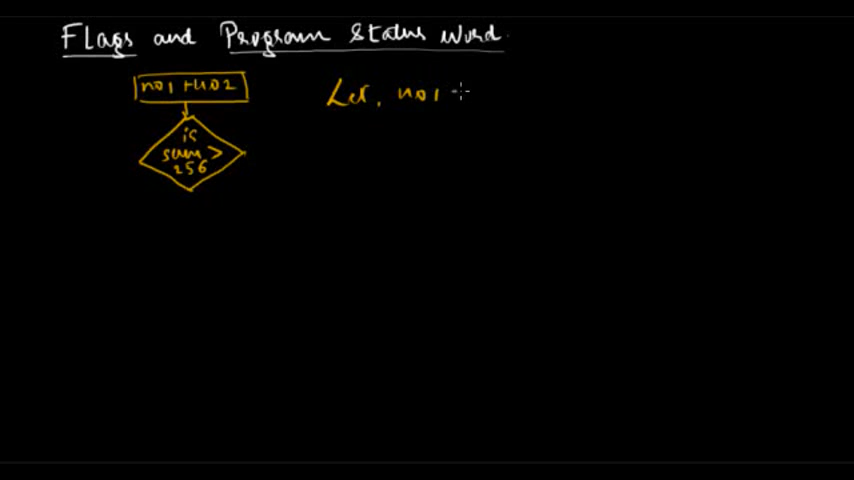 Flags and Program Status Word.
no1 + no2
is
sum >
256
Let, no1